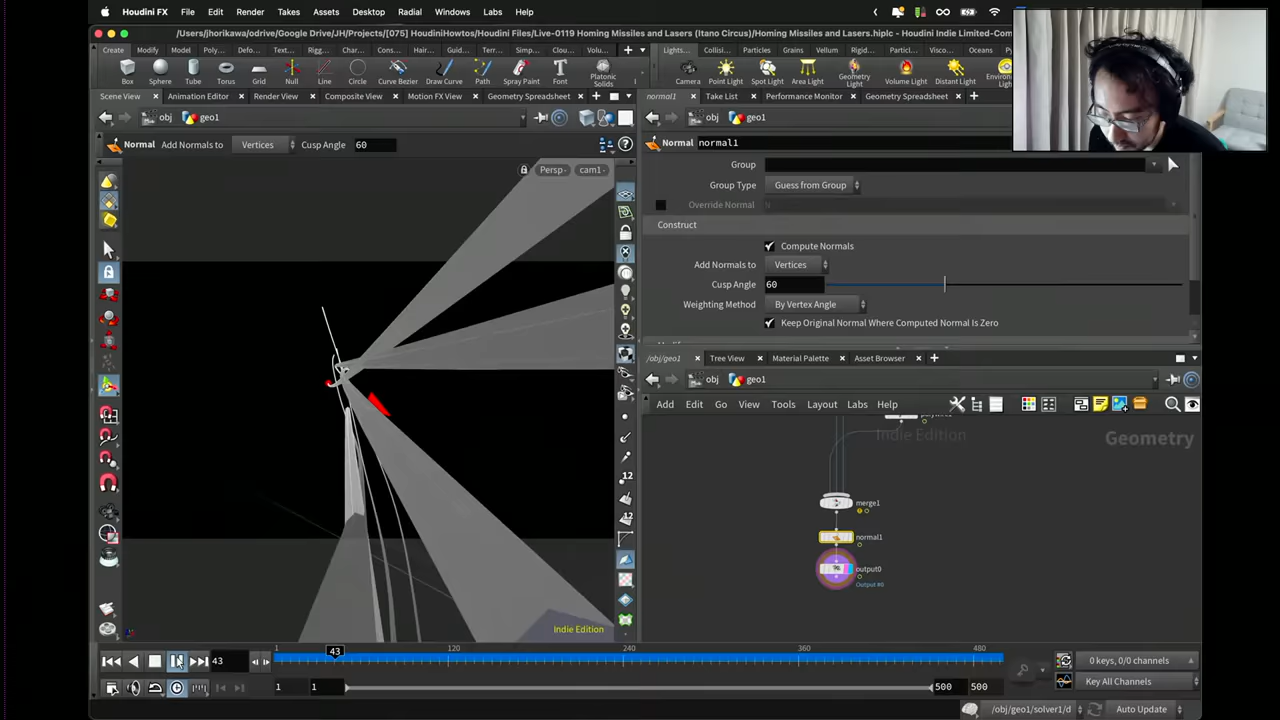 Houdini FX File Edit Render Takes Assets Desktop Radial Windows Labs Help
/Users/jhorikawa/odrive/Google Drive/JH/Projects/[075] HoudiniHowtos/Houdini Files/Live-0119 Homing Missiles and Lasers (Itano Circus)/Homing Missiles and Lasers.hiplc - Houdini Indie Limited-Com
Create Modify Model Poly... Defo... Textu... Rigg... Char... Cons... Hair... Guid... Terr... Simp... Clou... Volu...
Lights... Collisi... Particles Grains Vellum Rigid... Particl... Viscou... Oceans
Box Sphere Tube Torus Grid Null Line Circle Curve Bezier Draw Curve Path Spray Paint Font Platonic Solids
Camera Point Light Spot Light Area Light Geometry Light Volume Light Distant Light Environ
Scene View Animation Editor Render View Composite View Motion FX View Geometry Spreadsheet
normal1 Take List Performance Monitor Geometry Spreadsheet
obj geo1
obj geo1
Normal Add Normals to Vertices Cusp Angle 60
Normal normal1
Persp cam1
Group
Group Type Guess from Group
Override Normal N
Construct
Compute Normals
Add Normals to Vertices
Cusp Angle 60
Weighting Method By Vertex Angle
Keep Original Normal Where Computed Normal Is Zero
/obj/geo1 Tree View Material Palette Asset Browser
obj geo1
Add Edit Go View Tools Layout Labs Help
Indie Edition Geometry
merge1
normal1
output0
Output #0
Indie Edition
43
1 43 120 240 360 480
0 keys, 0/0 channels
1 1 500 500
Key All Channels
/obj/geo1/solver1/d Auto Update